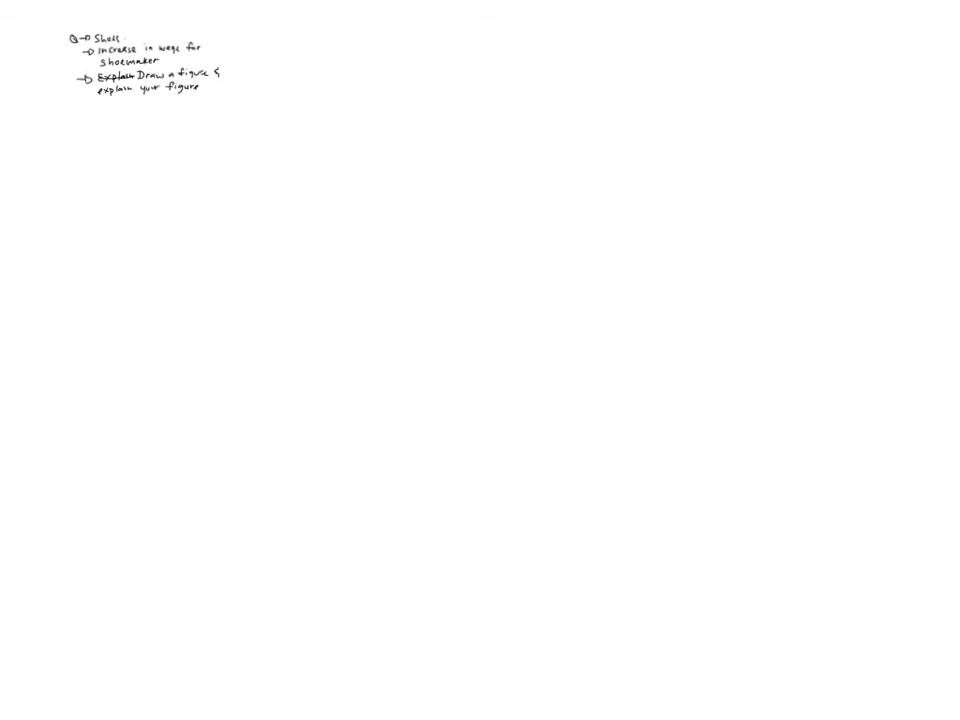 Q → Shoes.
→ increase in wage for
shoemaker
→ Explain Draw a figure &
explain your figure